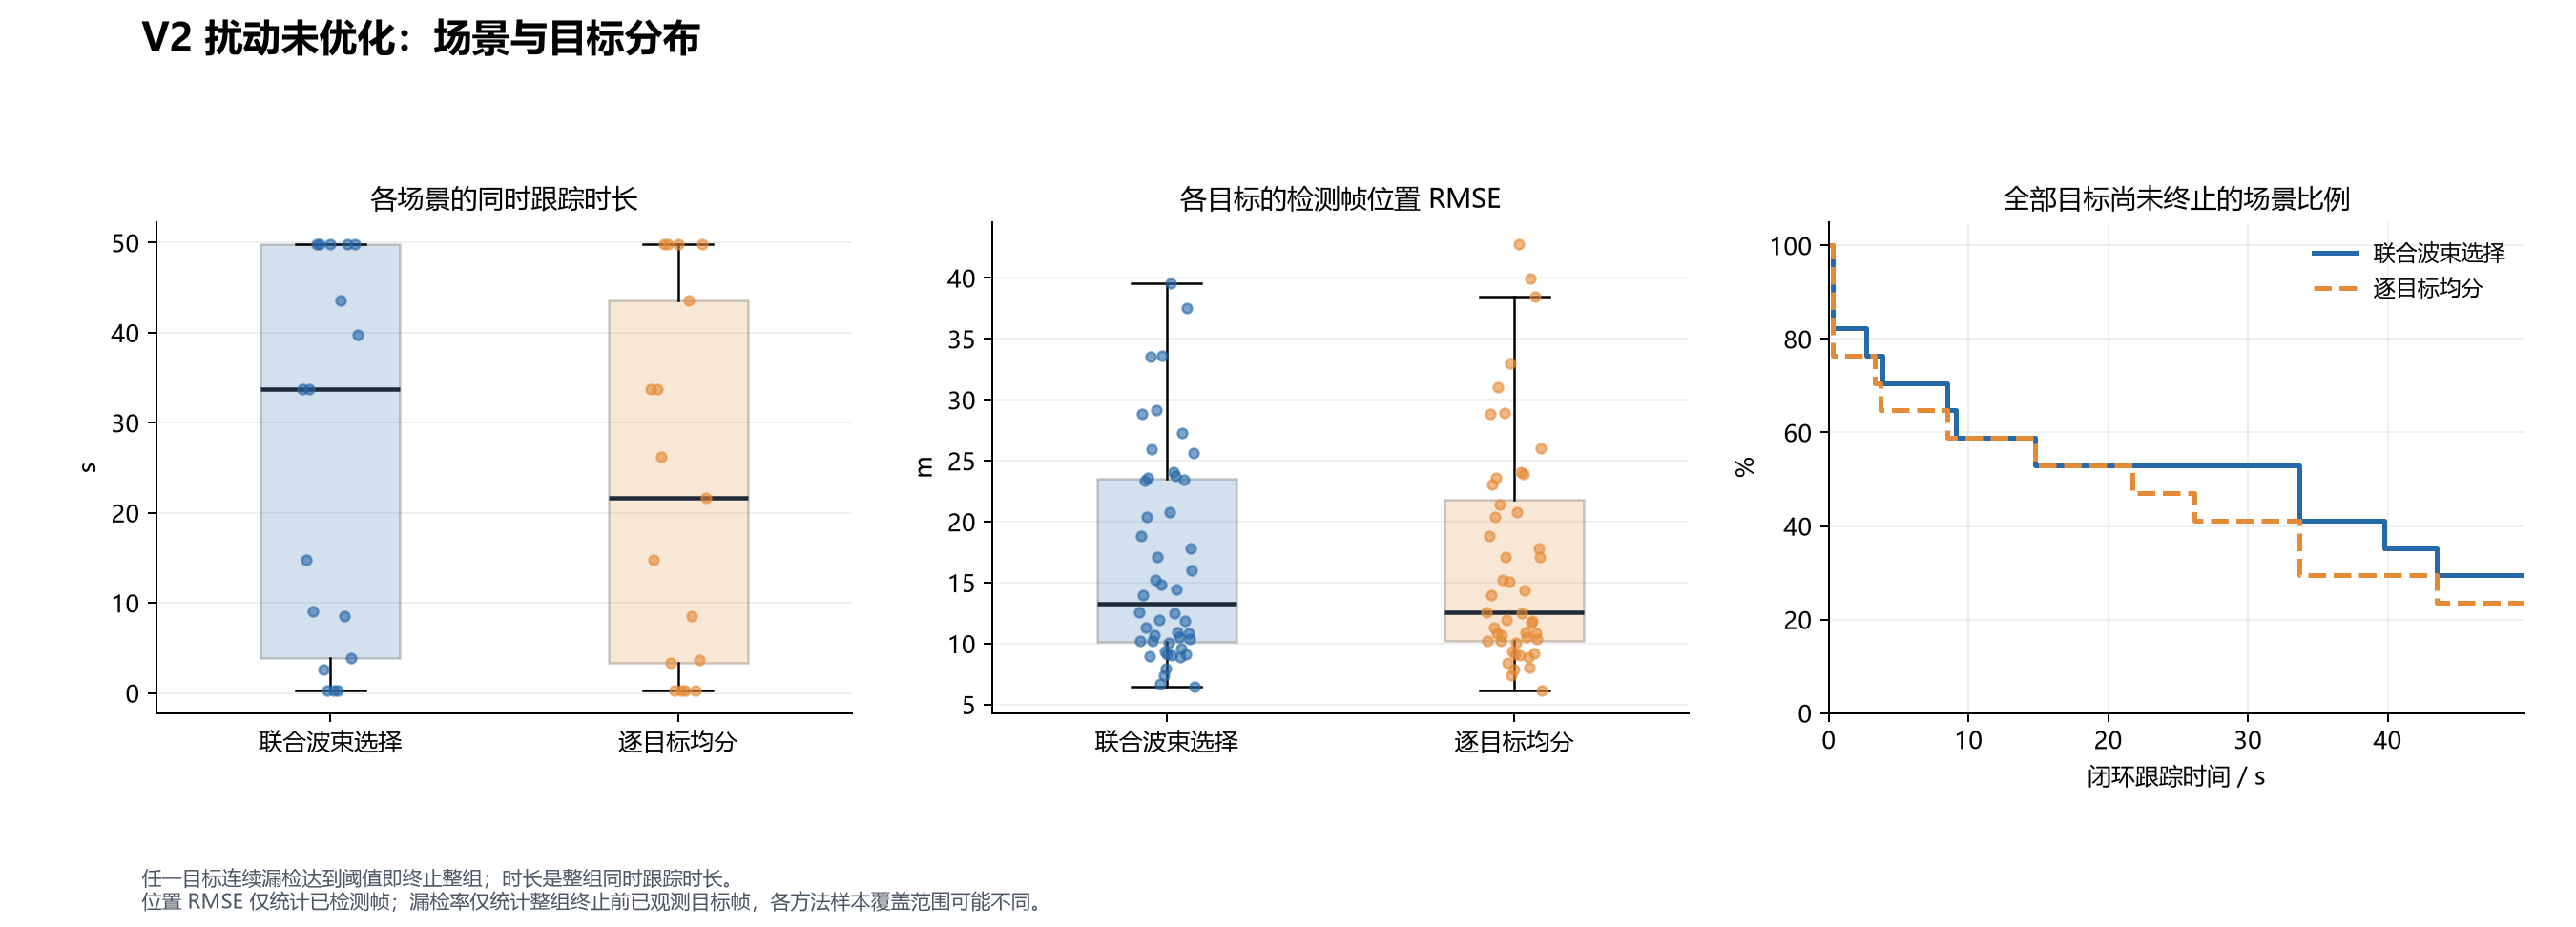 V2 扰动未优化：场景与目标分布
各场景的同时跟踪时长
50
40
30
20
10
0
s
联合波束选择
逐目标均分
各目标的检测帧位置 RMSE
40
35
30
25
20
15
10
5
m
联合波束选择
逐目标均分
全部目标尚未终止的场景比例
100
80
60
40
20
0
%
联合波束选择
逐目标均分
0
10
20
30
40
闭环跟踪时间 / s
任一目标连续漏检达到阈值即终止整组；时长是整组同时跟踪时长。
位置 RMSE 仅统计已检测帧；漏检率仅统计整组终止前已观测目标帧，各方法样本覆盖范围可能不同。